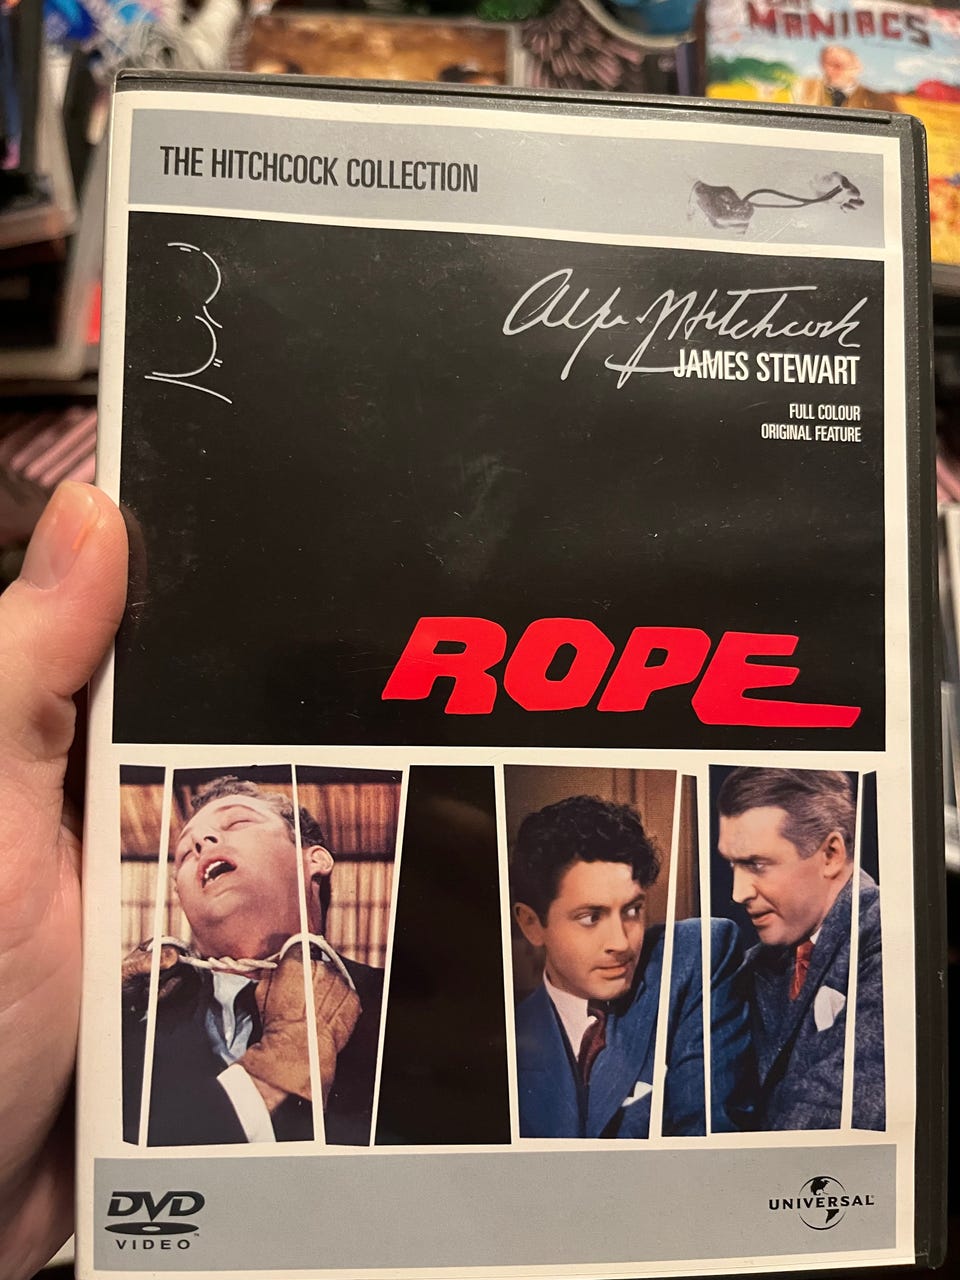 MANIACS
THE HITCHCOCK COLLECTION
Alfred Hitchcock
JAMES STEWART
FULL COLOUR
ORIGINAL FEATURE
ROPE
DVD
VIDEO
UNIVERSAL